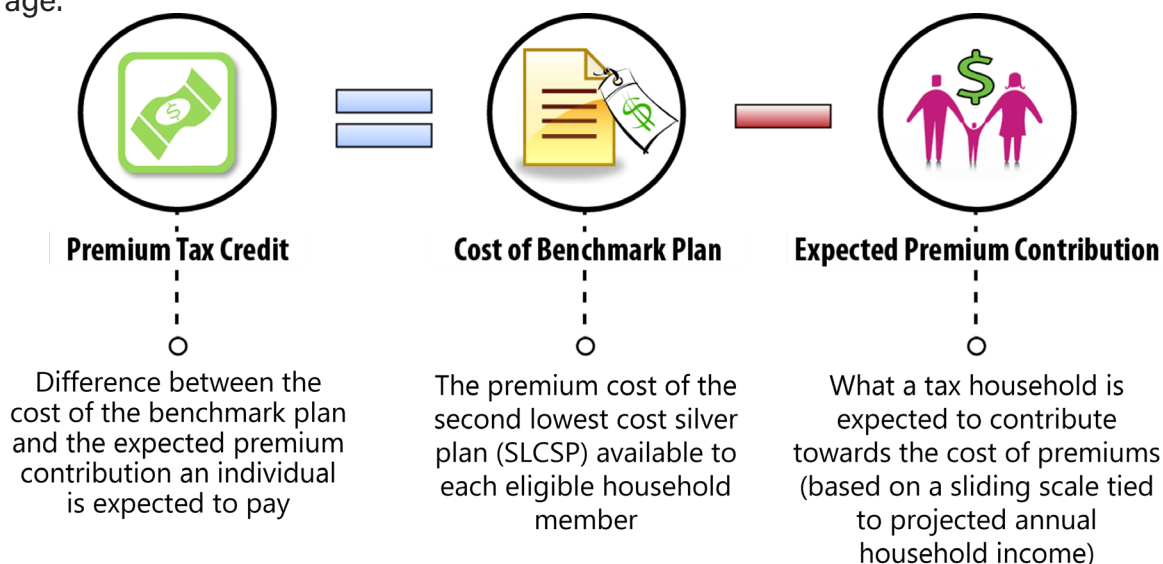 age.
$
$
$
Premium Tax Credit
Cost of Benchmark Plan
Expected Premium Contribution
Difference between the
cost of the benchmark plan
and the expected premium
contribution an individual
is expected to pay
The premium cost of the
second lowest cost silver
plan (SLCSP) available to
each eligible household
member
What a tax household is
expected to contribute
towards the cost of premiums
(based on a sliding scale tied
to projected annual
household income)